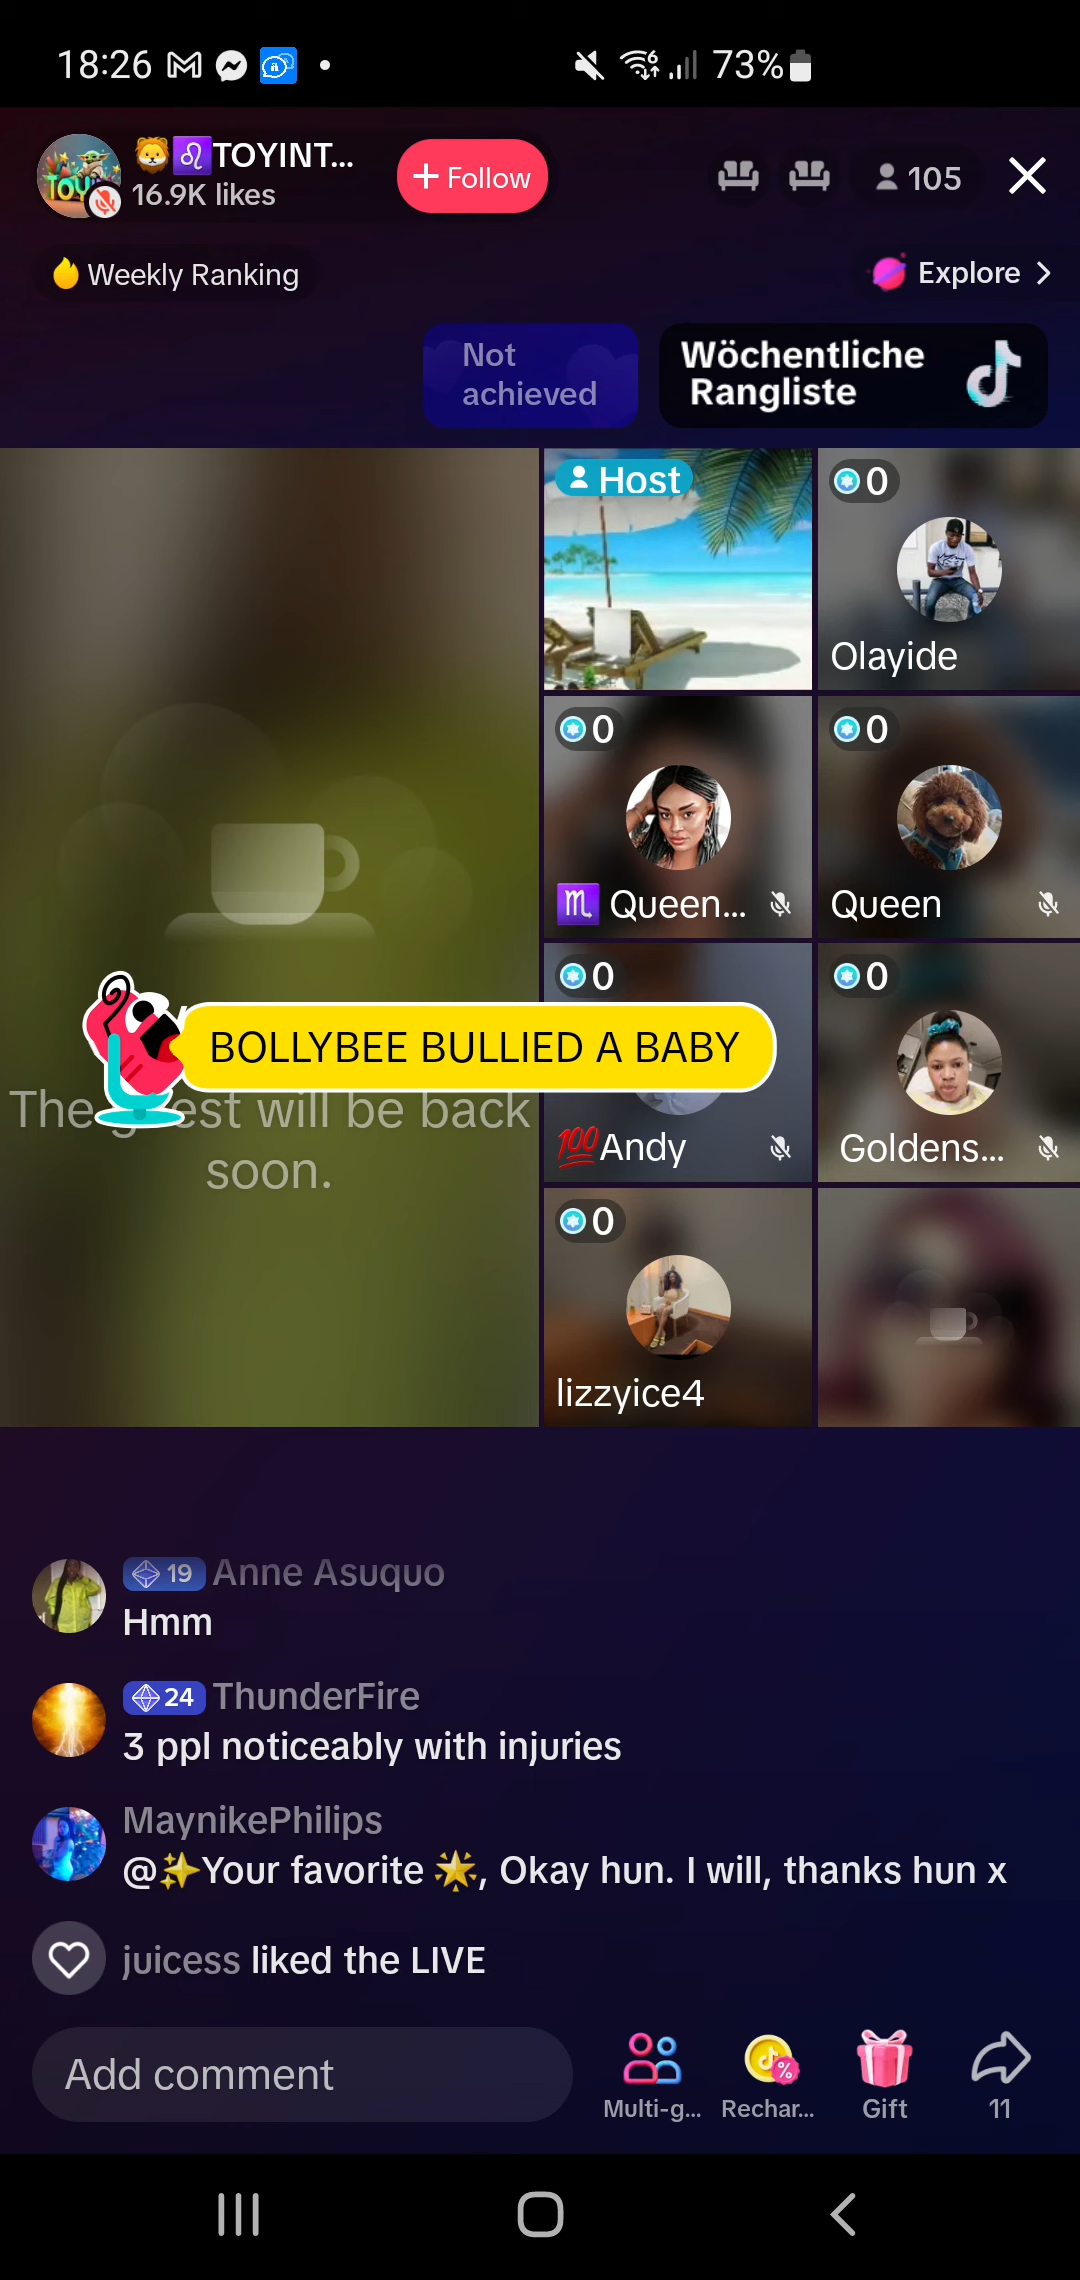 18:26
73%
🦁♌TOYINT...
16.9K likes
+ Follow
105
Weekly Ranking
Explore
Not
achieved
Wöchentliche
Rangliste
Host
0
Olayide
0
0
♏ Queen...
Queen
0
0
BOLLYBEE BULLIED A BABY
The guest will be back
soon.
💯Andy
Goldens...
0
lizzyice4
19 Anne Asuquo
Hmm
24 ThunderFire
3 ppl noticeably with injuries
MaynikePhilips
@✨Your favorite 🌟, Okay hun. I will, thanks hun x
juicess liked the LIVE
Add comment
Multi-g...
Rechar...
Gift
11